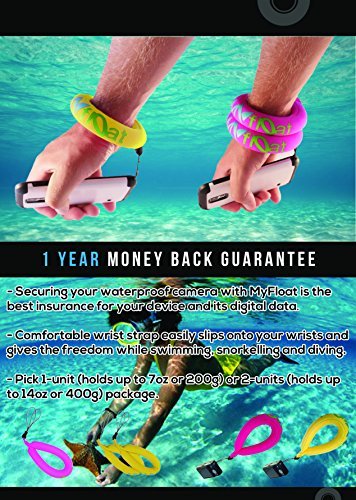 Myfloat
Myfloat
Myfloat
1 YEAR MONEY BACK GUARANTEE
- Securing your waterproof camera with MyFloat is the
best insurance for your device and its digital data.
- Comfortable wrist strap easily slips onto your wrists and
gives the freedom while swimming, snorkelling and diving.
- Pick 1-unit (holds up to 7oz or 200g) or 2-units (holds up
to 14oz or 400g) package.